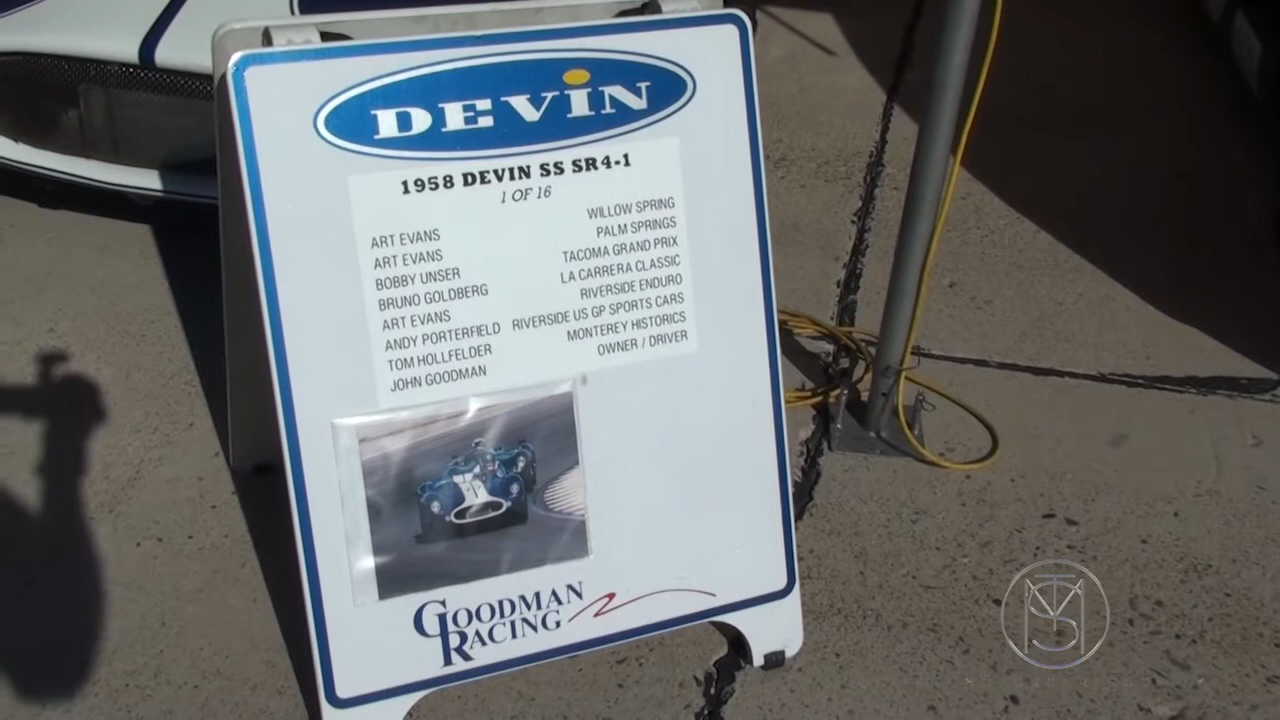 DEVIN
1958 DEVIN SS SR4-1
1 OF 16
ART EVANS WILLOW SPRING
ART EVANS PALM SPRINGS
BOBBY UNSER TACOMA GRAND PRIX
BRUNO GOLDBERG LA CARRERA CLASSIC
ART EVANS RIVERSIDE ENDURO
ANDY PORTERFIELD RIVERSIDE US GP SPORTS CARS
TOM HOLLFELDER MONTEREY HISTORICS
JOHN GOODMAN OWNER / DRIVER
GOODMAN
RACING